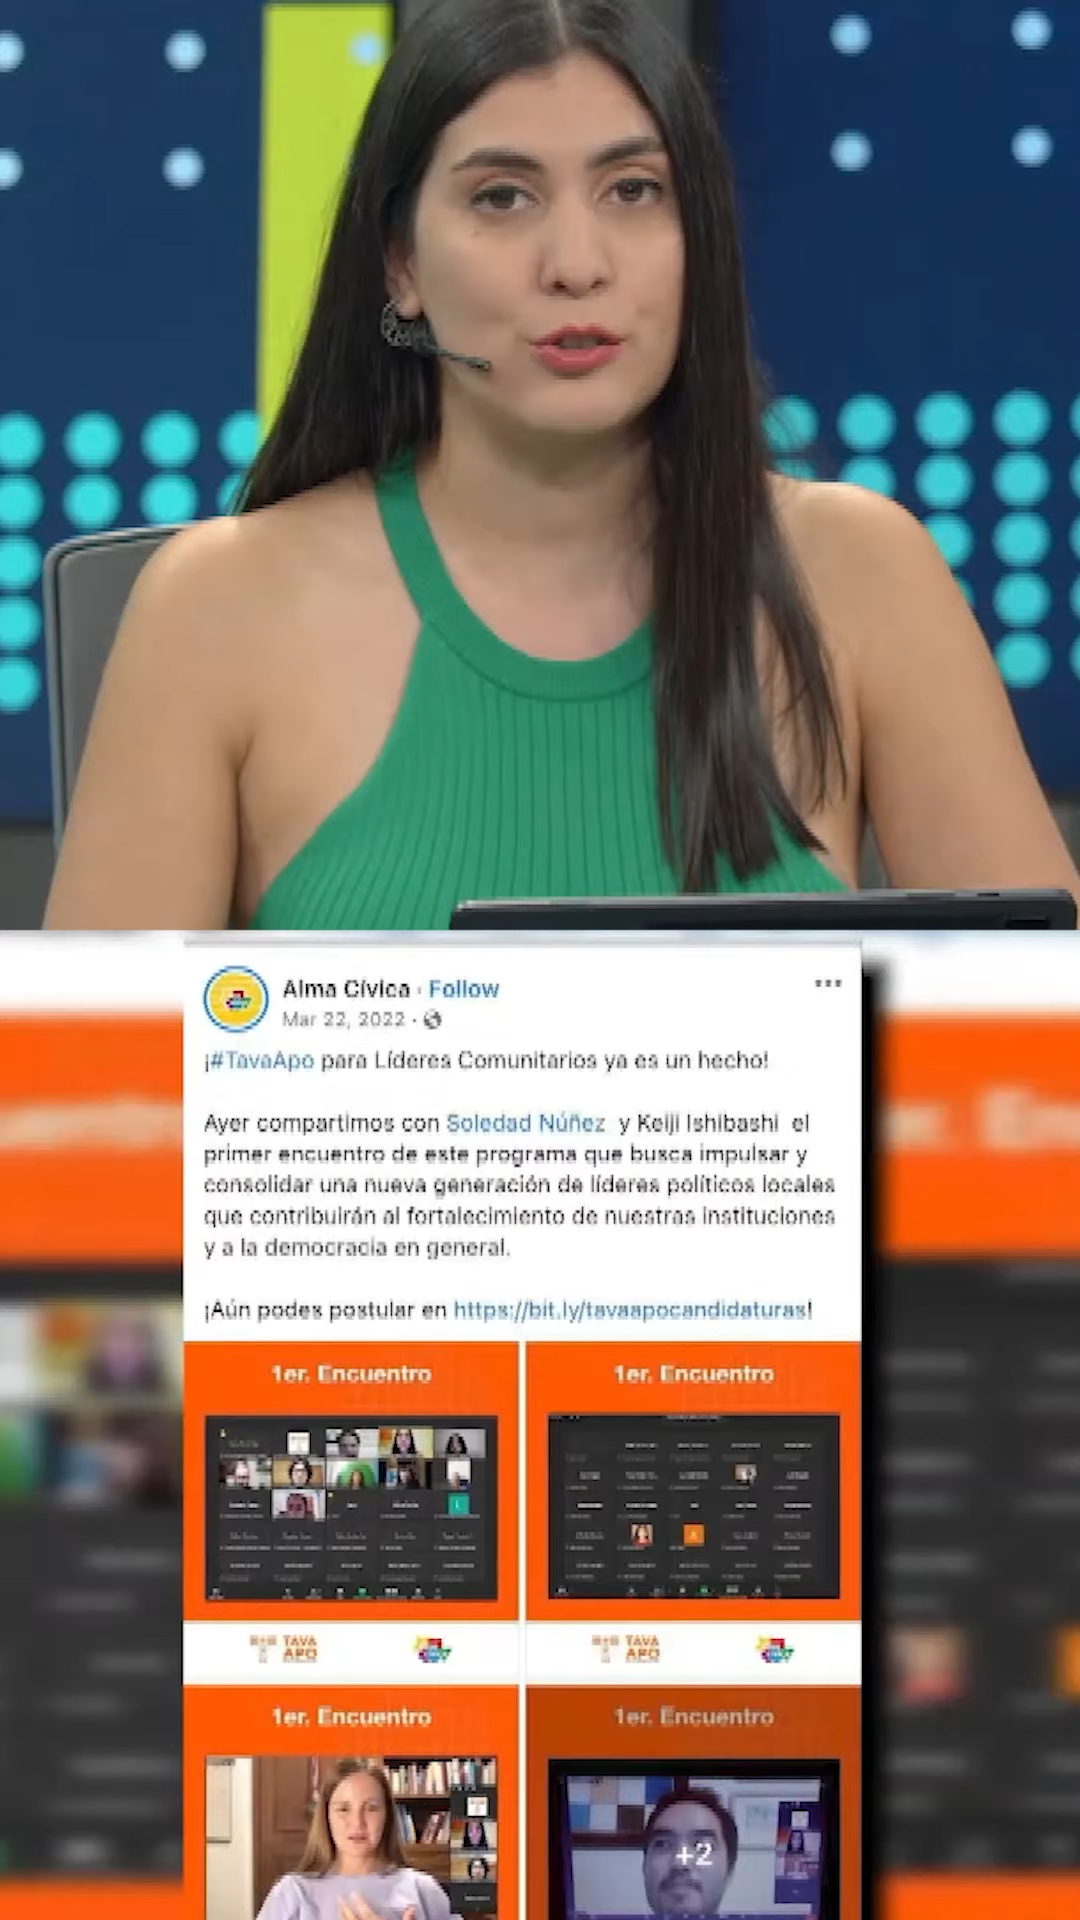 Alma Cívica · Follow
Mar 22, 2022 ·
¡#TavaApo para Líderes Comunitarios ya es un hecho!
Ayer compartimos con Soledad Núñez y Keiji Ishibashi el
primer encuentro de este programa que busca impulsar y
consolidar una nueva generación de líderes políticos locales
que contribuirán al fortalecimiento de nuestras instituciones
y a la democracia en general.
¡Aún podes postular en https://bit.ly/tavaapocandidaturas!
1er. Encuentro
1er. Encuentro
TAVA
APO
TAVA
APO
1er. Encuentro
1er. Encuentro
+2